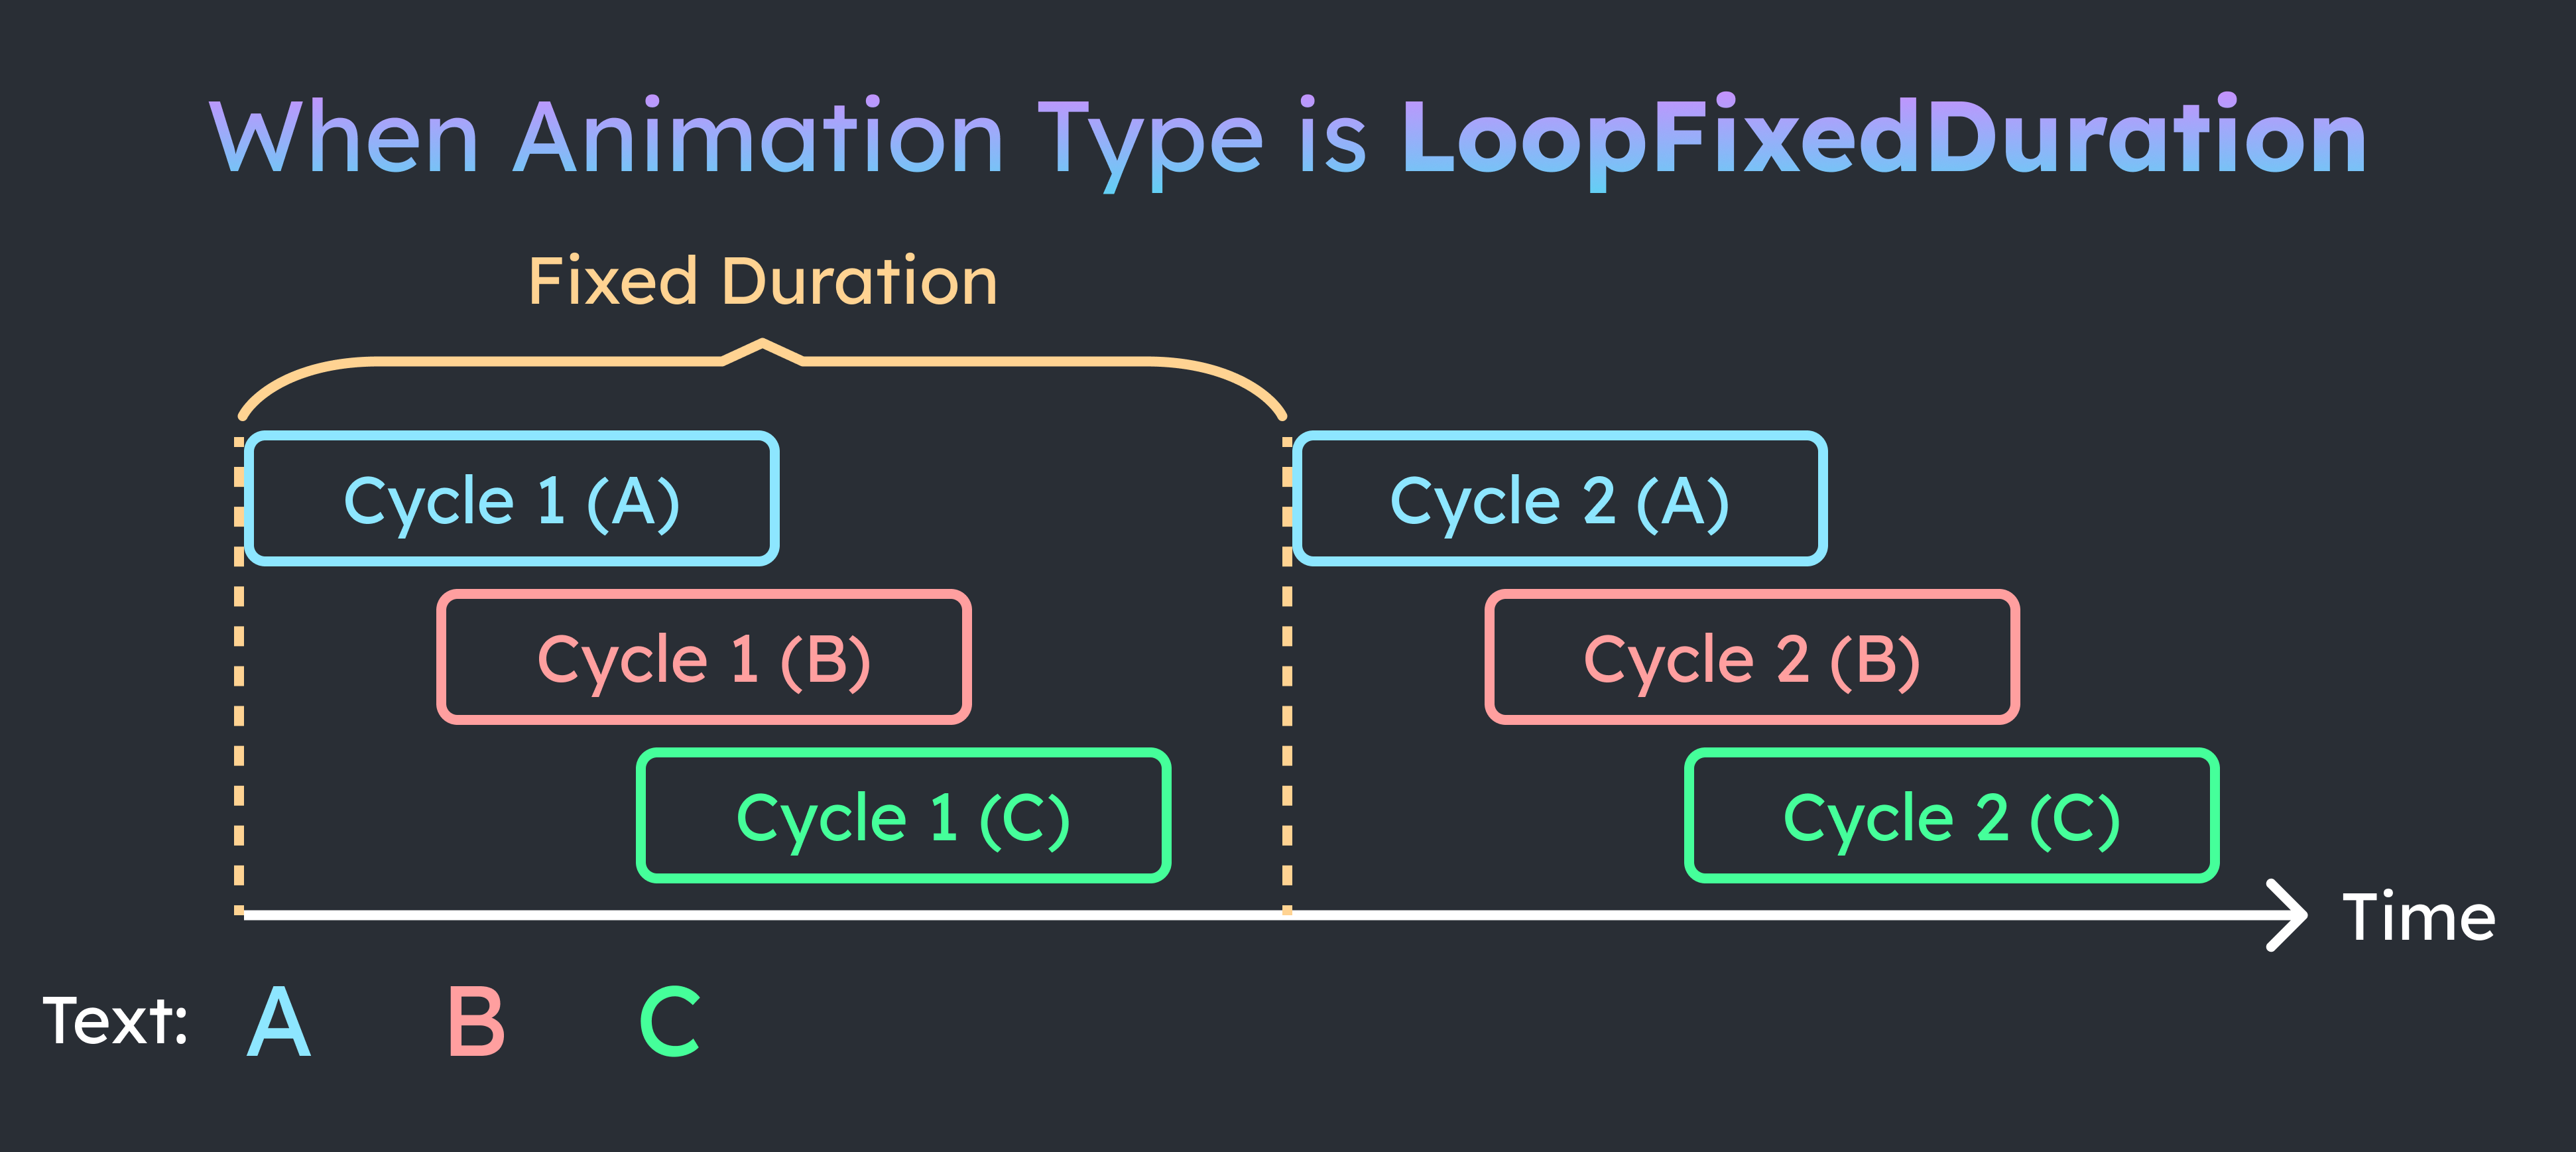 When Animation Type is LoopFixedDuration
Fixed Duration
Cycle 1 (A)
Cycle 2 (A)
Cycle 1 (B)
Cycle 2 (B)
Cycle 1 (C)
Cycle 2 (C)
Time
Text: A B C